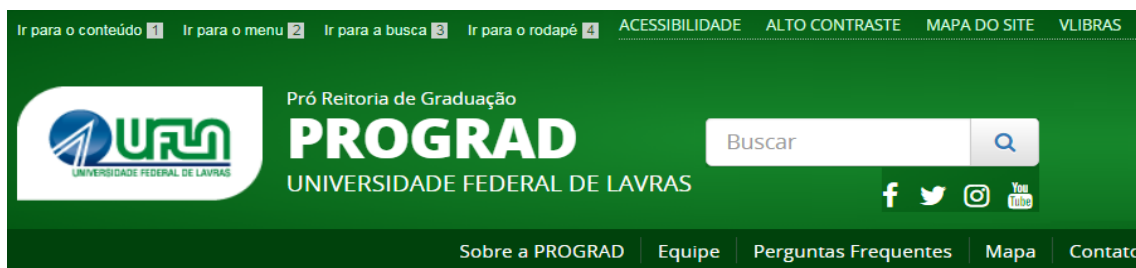 Ir para o conteúdo 1 Ir para o menu 2 Ir para a busca 3 Ir para o rodapé 4 ACESSIBILIDADE ALTO CONTRASTE MAPA DO SITE VLIBRAS
Pró Reitoria de Graduação
PROGRAD
UNIVERSIDADE FEDERAL DE LAVRAS
UFLA
UNIVERSIDADE FEDERAL DE LAVRAS
Buscar
f You Tube
Sobre a PROGRAD Equipe Perguntas Frequentes Mapa Contato